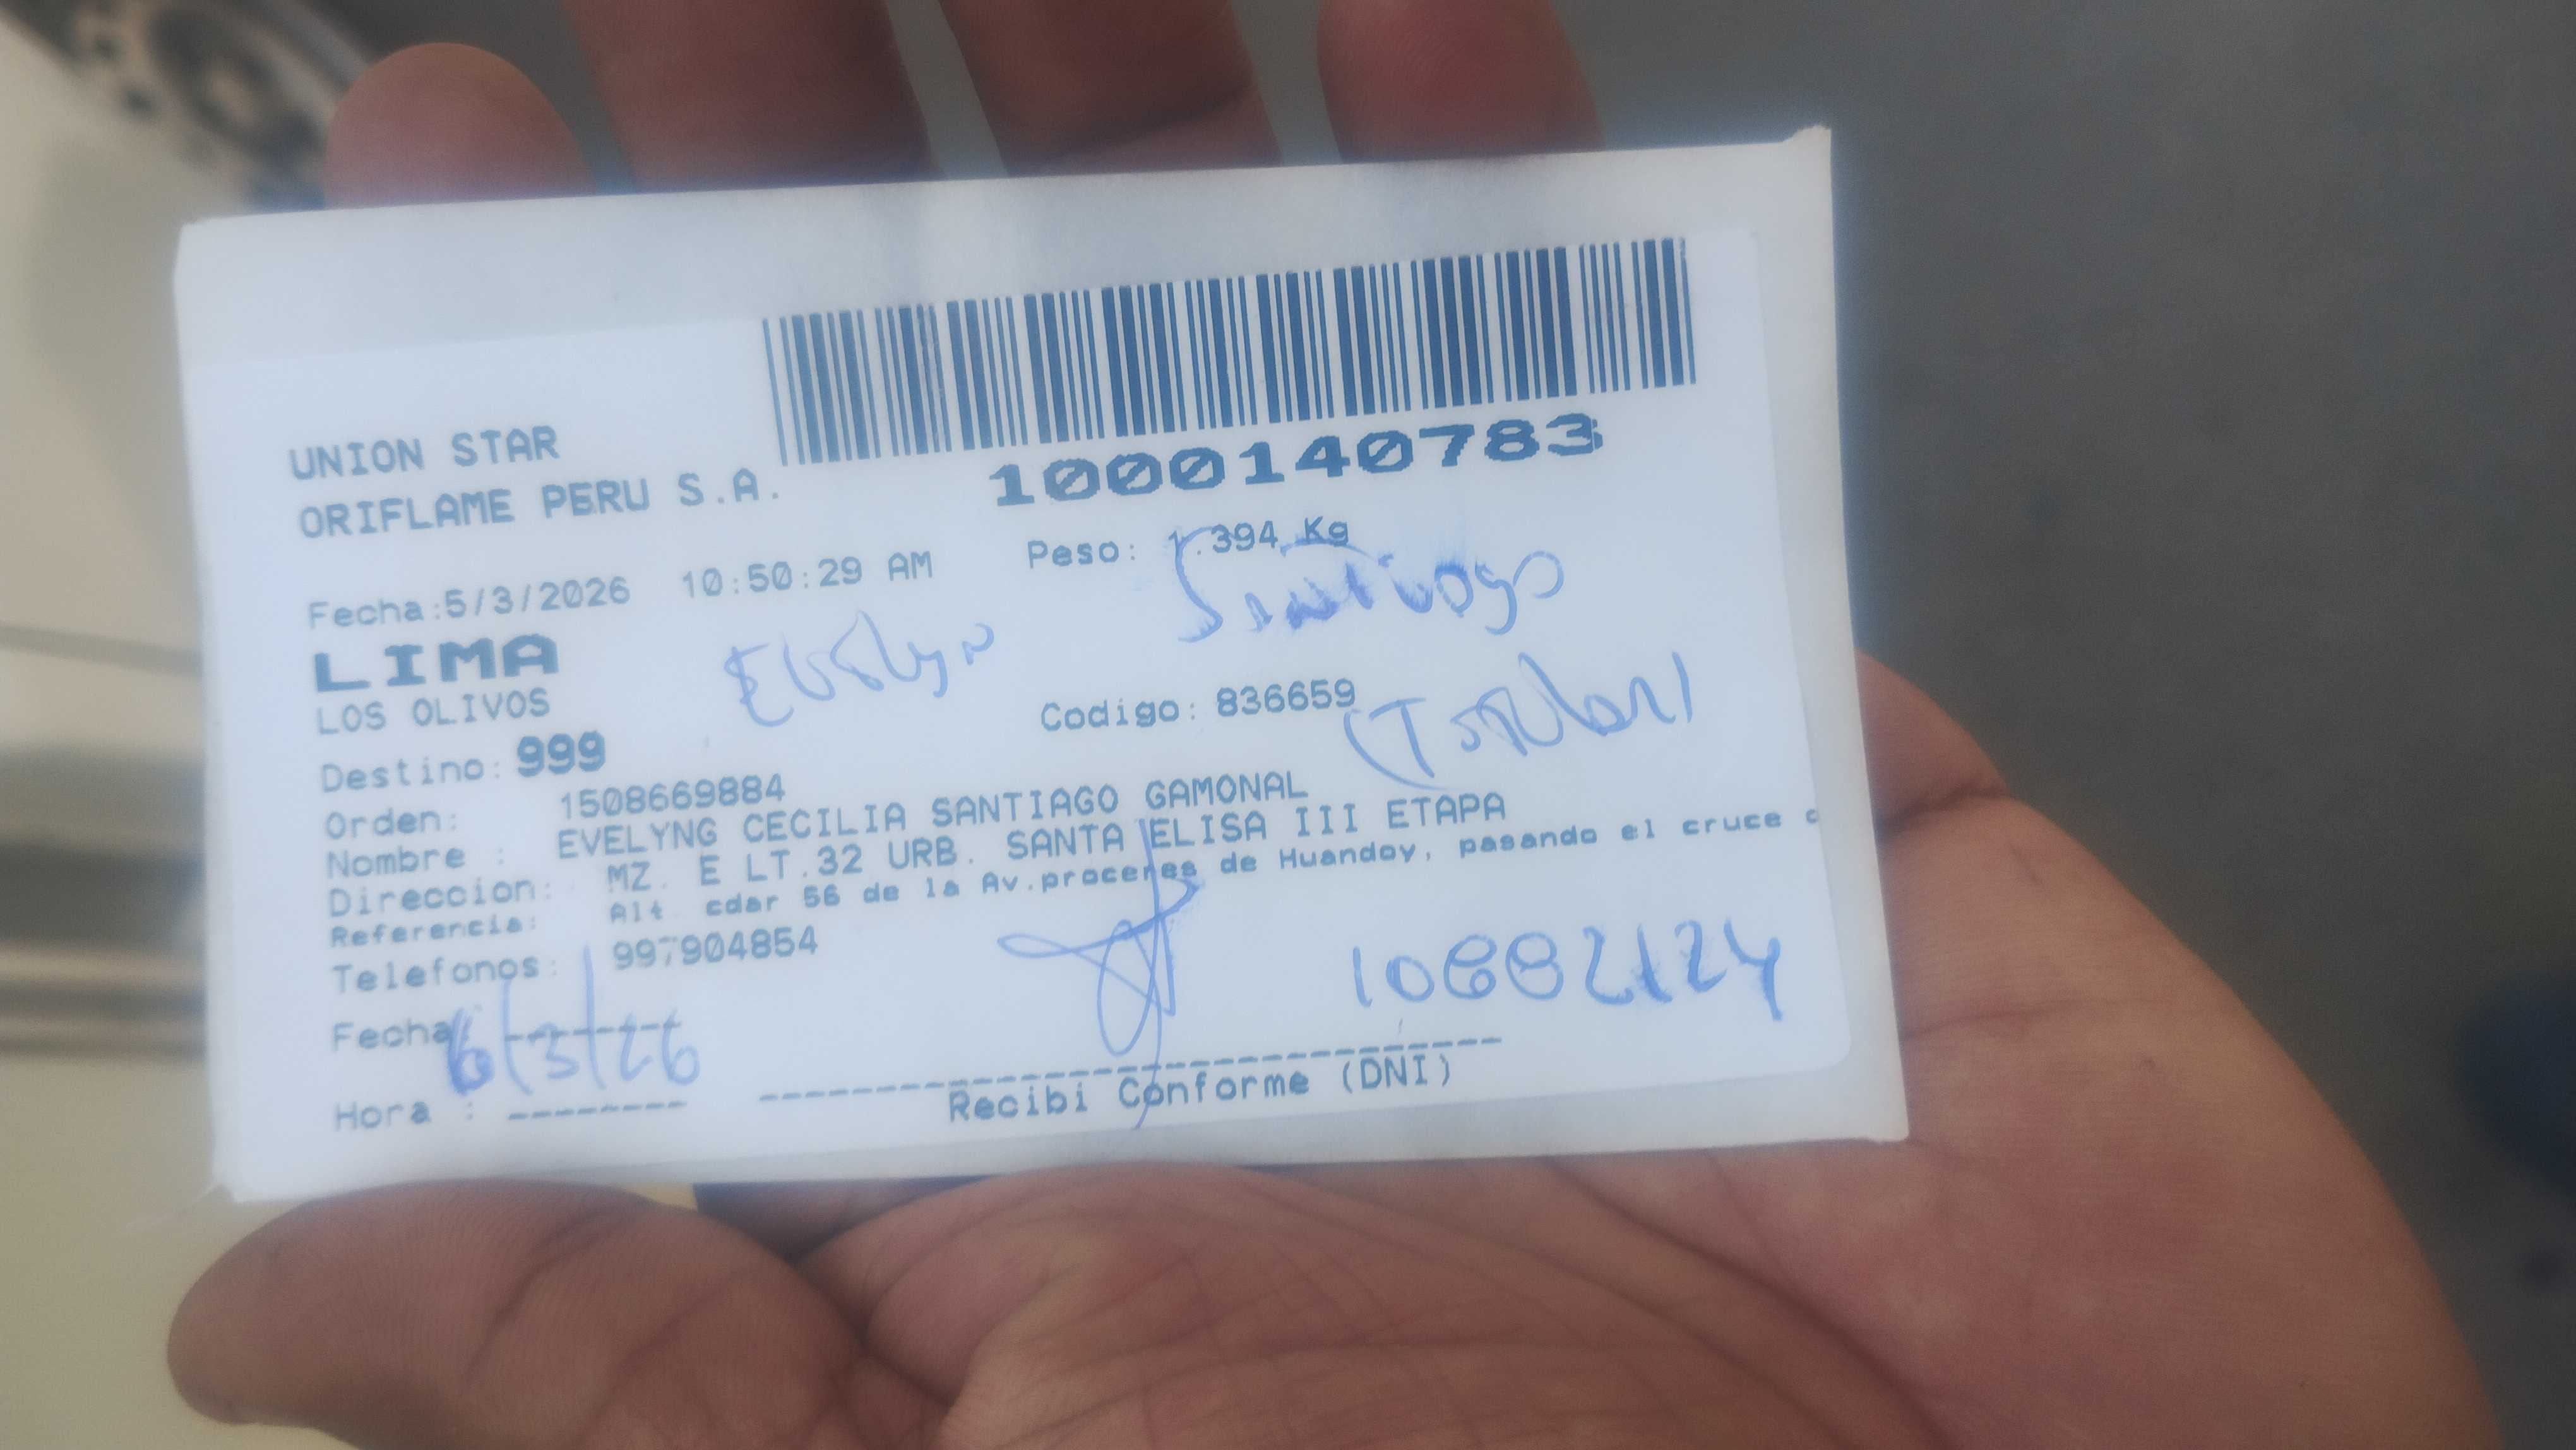 UNION STAR
ORIFLAME PERU S.A.
1000140783
Fecha:5/3/2026 10:50:29 AM Peso: 1.394 Kg
Santiago
LIMA
Evelyn
LOS OLIVOS
Codigo: 836659
(Titular)
Destino: 999
Orden: 1508669884
Nombre : EVELYNG CECILIA SANTIAGO GAMONAL
Direccion: MZ. E LT.32 URB. SANTA ELISA III ETAPA
Referencia: Alt cdar 56 de la Av.proceres de Huandoy, pasando el cruce
Telefonos: 997904854
Fecha 6/3/26
Hora :
Recibi Conforme (DNI)